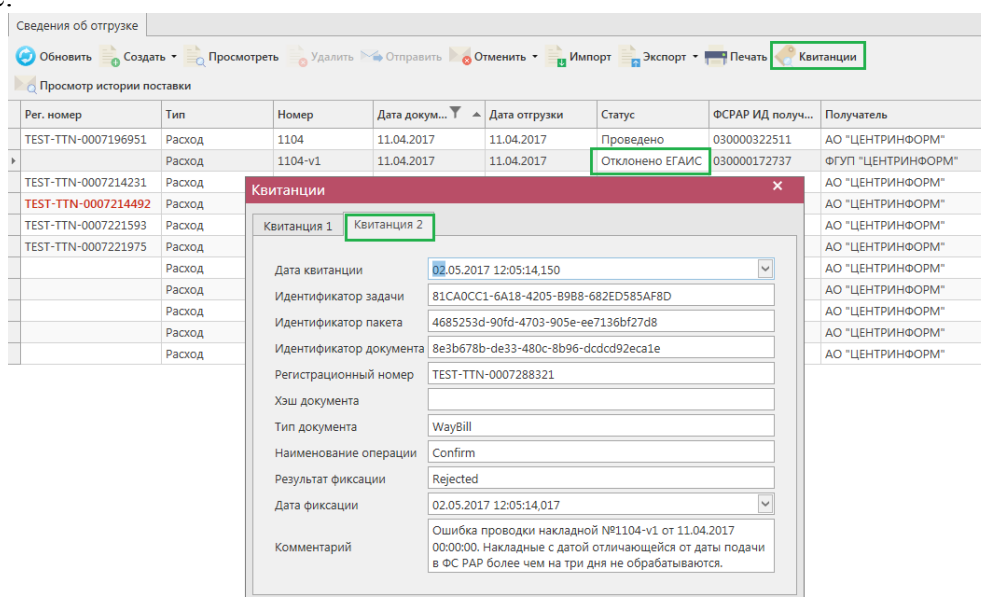 Сведения об отгрузке
Обновить Создать Просмотреть Удалить Отправить Отменить Импорт Экспорт Печать Квитанции
Просмотр истории поставки
Рег. номер Тип Номер Дата докум... Дата отгрузки Статус ФСРАР ИД получ... Получатель
TEST-TTN-0007196951 Расход 1104 11.04.2017 11.04.2017 Проведено 030000322511 АО "ЦЕНТРИНФОРМ"
Расход 1104-v1 11.04.2017 11.04.2017 Отклонено ЕГАИС 030000172737 ФГУП "ЦЕНТРИНФОРМ"
TEST-TTN-0007214231 Расход АО "ЦЕНТРИНФОРМ"
TEST-TTN-0007214492 Расход АО "ЦЕНТРИНФОРМ"
TEST-TTN-0007221593 Расход АО "ЦЕНТРИНФОРМ"
TEST-TTN-0007221975 Расход АО "ЦЕНТРИНФОРМ"
Расход АО "ЦЕНТРИНФОРМ"
Расход АО "ЦЕНТРИНФОРМ"
Расход АО "ЦЕНТРИНФОРМ"
Расход АО "ЦЕНТРИНФОРМ"
Расход АО "ЦЕНТРИНФОРМ"
Квитанции
Квитанция 1 Квитанция 2
Дата квитанции 02.05.2017 12:05:14,150
Идентификатор задачи 81CA0CC1-6A18-4205-B9B8-682ED585AF8D
Идентификатор пакета 4685253d-90fd-4703-905e-ee7136bf27d8
Идентификатор документа 8e3b678b-de33-480c-8b96-dcdcd92eca1e
Регистрационный номер TEST-TTN-0007288321
Хэш документа
Тип документа WayBill
Наименование операции Confirm
Результат фиксации Rejected
Дата фиксации 02.05.2017 12:05:14,017
Комментарий Ошибка проводки накладной №1104-v1 от 11.04.2017
00:00:00. Накладные с датой отличающейся от даты подачи
в ФС РАР более чем на три дня не обрабатываются.